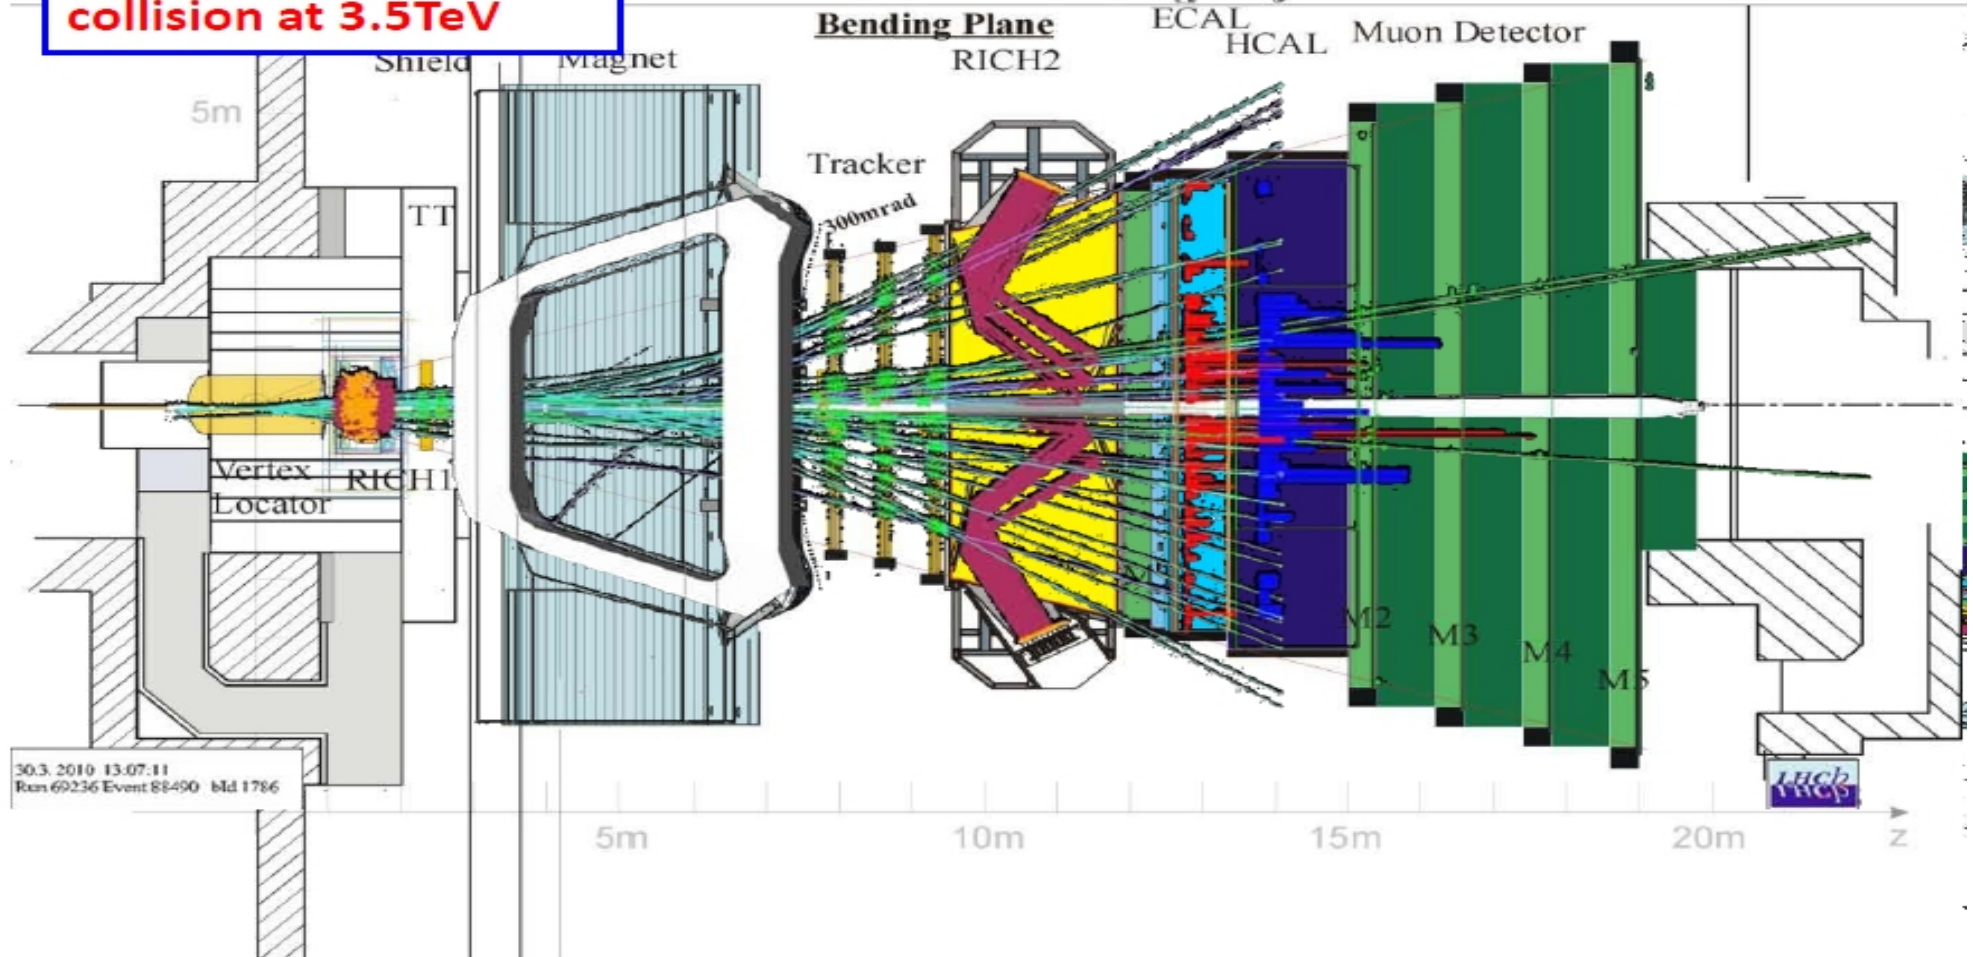 collision at 3.5TeV
Bending Plane
ECAL
HCAL
Muon Detector
Shield
Magnet
RICH2
5m
Tracker
300mrad
TT
Vertex
Locator
RICH1
M2
M3
M4
M5
30.3. 2010 13:07:11
Run 69236 Event 88490 bId 1786
LHCb
5m 10m 15m 20m z